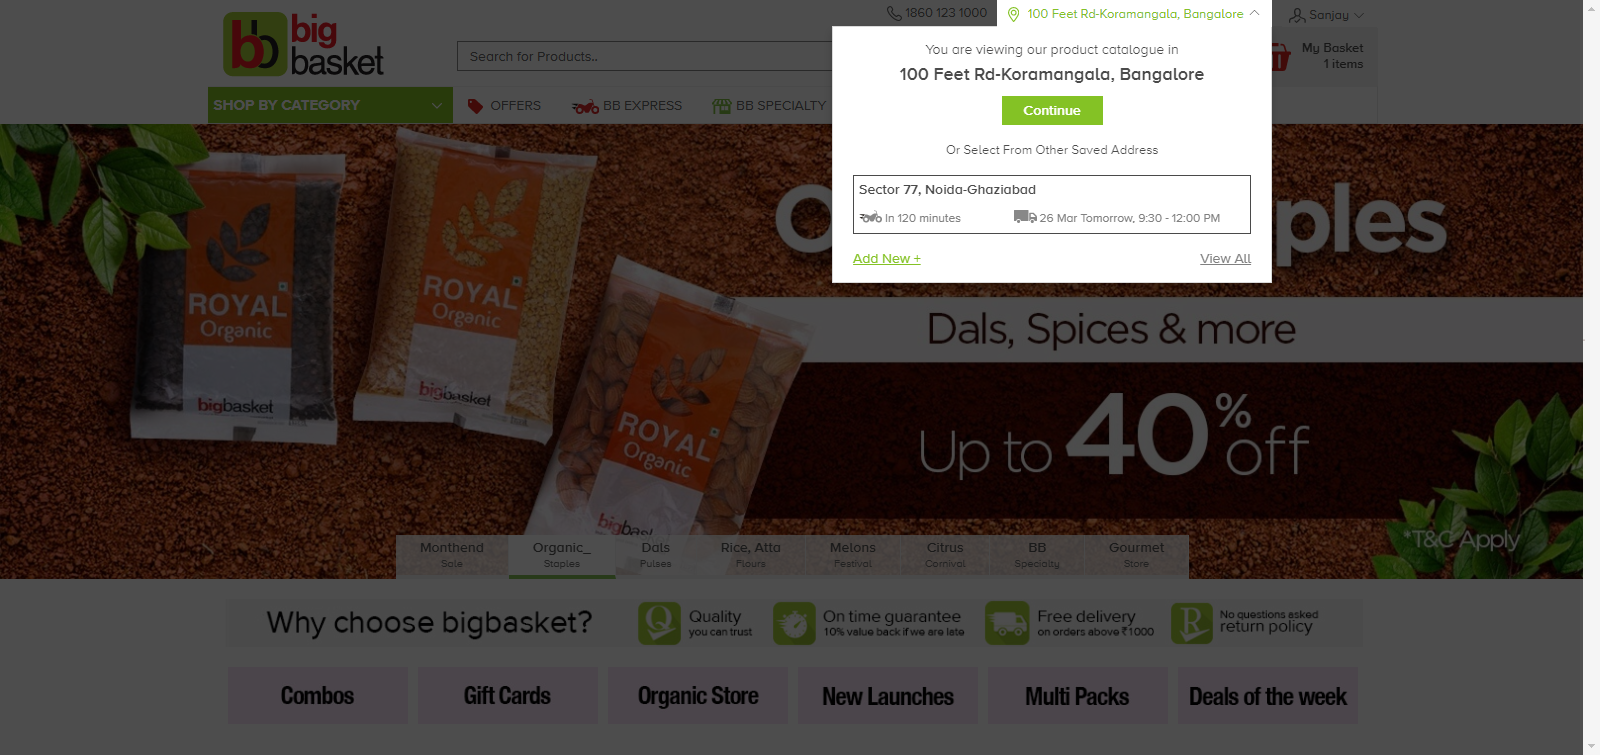 big
basket
1860 123 1000
100 Feet Rd-Koramangala, Bangalore
Sanjay
Search for Products..
My Basket
1 items
You are viewing our product catalogue in
100 Feet Rd-Koramangala, Bangalore
Continue
Or Select From Other Saved Address
Sector 77, Noida-Ghaziabad
In 120 minutes
26 Mar Tomorrow, 9:30 - 12:00 PM
Add New +
View All
SHOP BY CATEGORY
OFFERS
BB EXPRESS
BB SPECIALTY
ROYAL
Organic
bigbasket
ROYAL
Organic
bigbasket
ROYAL
Organic
Dals, Spices & more
Up to 40% off
*T&C Apply
Monthend
Sale
Organic_
Staples
Dals
Pulses
Rice, Atta
Flours
Melons
Festival
Citrus
Carnival
BB
Specialty
Gourmet
Store
Why choose bigbasket?
Quality
you can trust
On time guarantee
10% value back if we are late
Free delivery
on orders above ₹1000
No questions asked
return policy
Combos
Gift Cards
Organic Store
New Launches
Multi Packs
Deals of the week